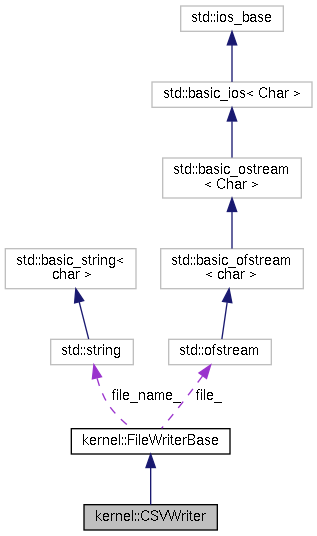 std::ios_base
std::basic_ios< Char >
std::basic_ostream
< Char >
std::basic_string<
char >
std::basic_ofstream
< char >
std::string
std::ofstream
file_name_
file_
kernel::FileWriterBase
kernel::CSVWriter